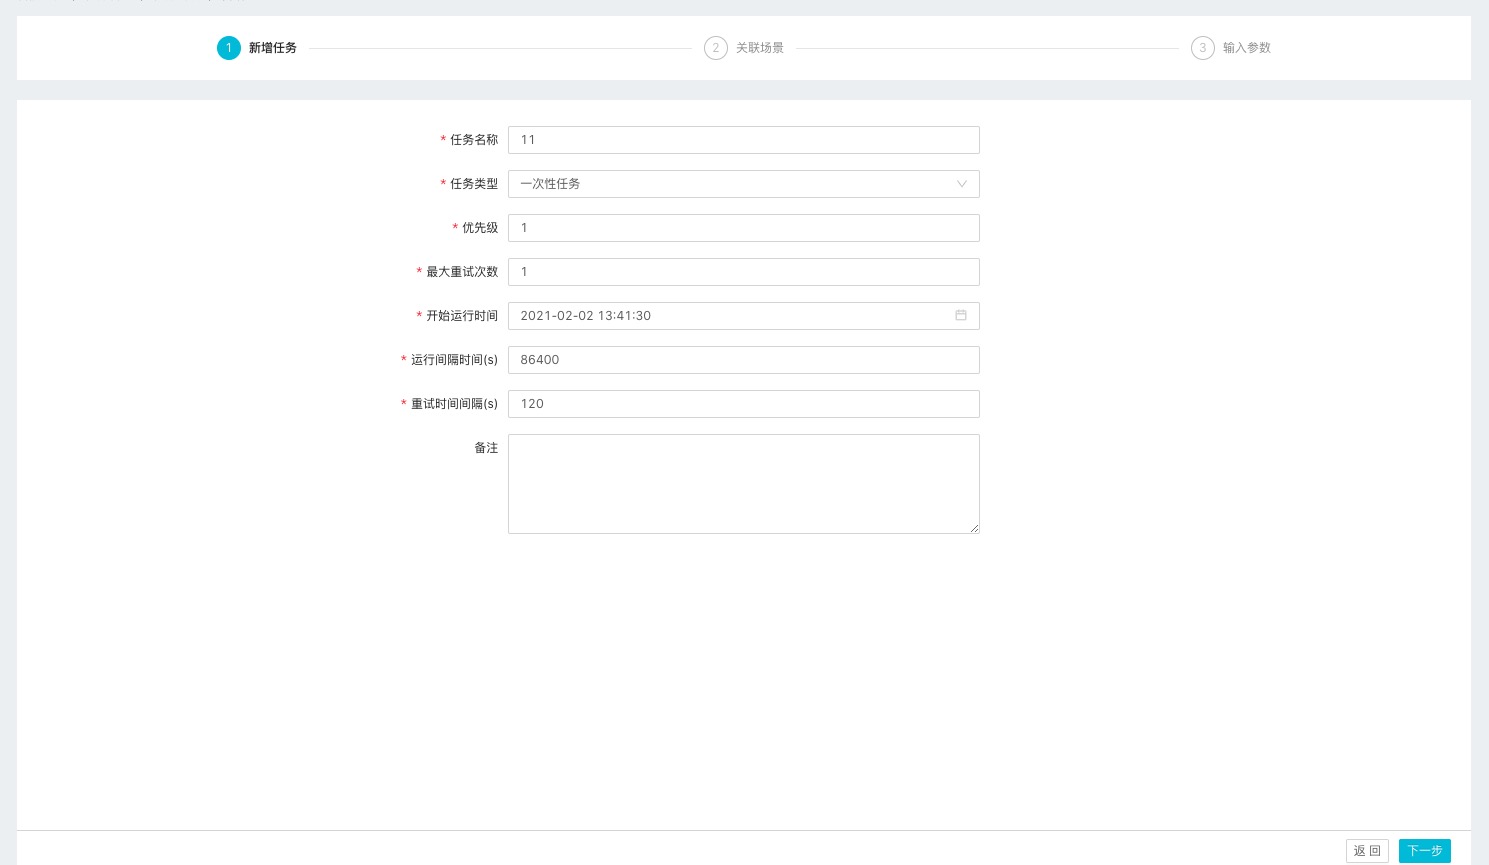 1 新增任务
2 关联场景
3 输入参数
* 任务名称 11
* 任务类型 一次性任务
* 优先级 1
* 最大重试次数 1
* 开始运行时间 2021-02-02 13:41:30
* 运行间隔时间(s) 86400
* 重试时间间隔(s) 120
备注
返 回 下一步